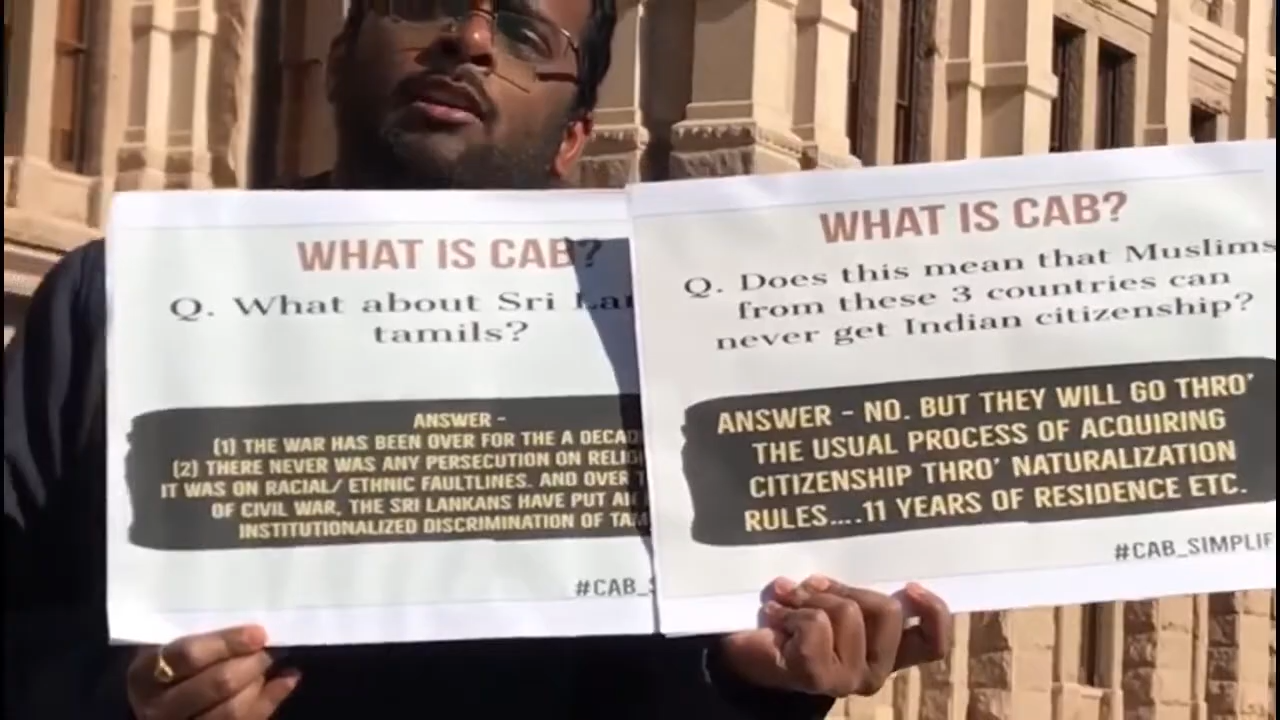 WHAT IS CAB?
Q. What about Sri
tamils?
ANSWER -
(1) THE WAR HAS BEEN OVER FOR THE A
(2) THERE NEVER WAS ANY PERSECUTION ON
IT WAS ON RACIAL/ ETHNIC FAULTLINES. AND OVER
OF CIVIL WAR, THE SRI LANKANS HAVE PUT AN
INSTITUTIONALIZED DISCRIMINATION OF
WHAT IS CAB?
Q. Does this mean that Muslims
from these 3 countries can
never get Indian citizenship?
ANSWER - NO. BUT THEY WILL GO THRO'
THE USUAL PROCESS OF ACQUIRING
CITIZENSHIP THRO' NATURALIZATION
RULES....11 YEARS OF RESIDENCE ETC.
#CAB_SIMPLIF